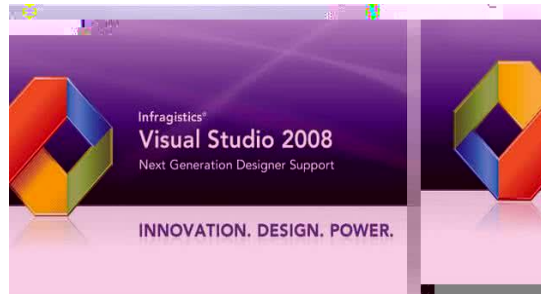 Infragistics®
Visual Studio 2008
Next Generation Designer Support
INNOVATION. DESIGN. POWER.